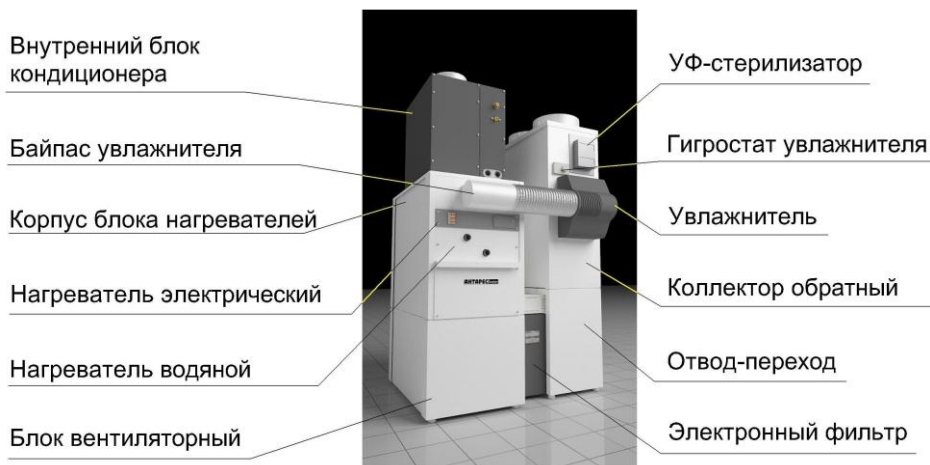 Внутренний блок
кондиционера
Байпас увлажнителя
Корпус блока нагревателей
Нагреватель электрический
Нагреватель водяной
Блок вентиляторный
УФ-стерилизатор
Гигростат увлажнителя
Увлажнитель
Коллектор обратный
Отвод-переход
Электронный фильтр
АНТАРЕС